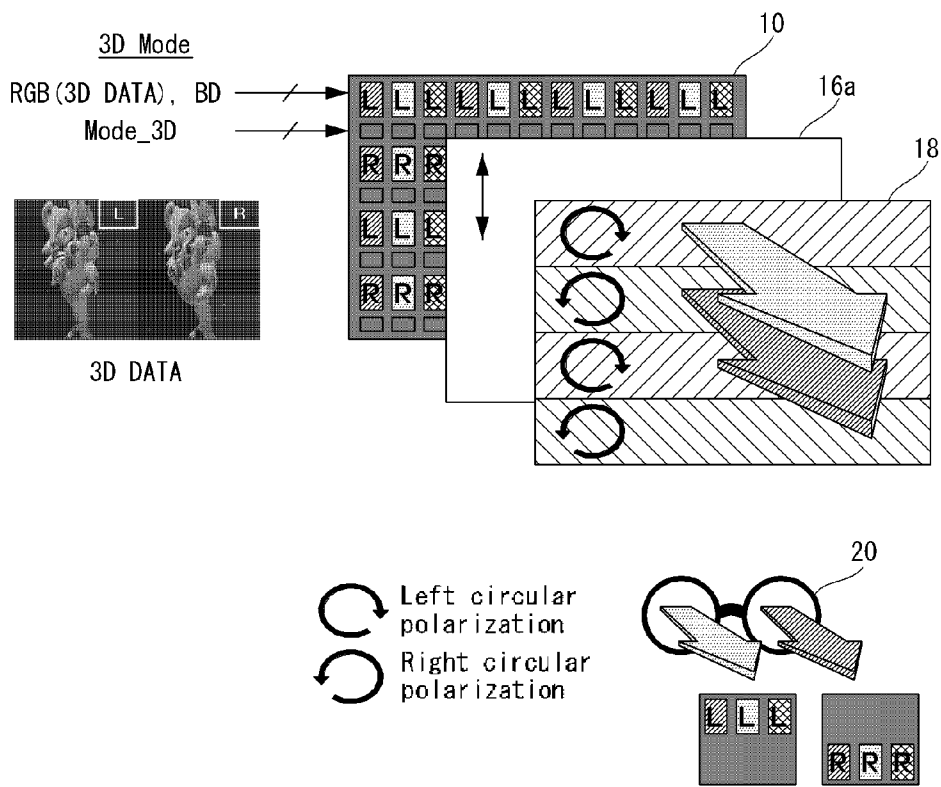 3D Mode
10
RGB(3D DATA), BD
L L L L L L L L L L L L
16a
Mode_3D
18
R R R
L R
L L L
R R R
3D DATA
20
Left circular
polarization
Right circular
polarization
L L L
R R R